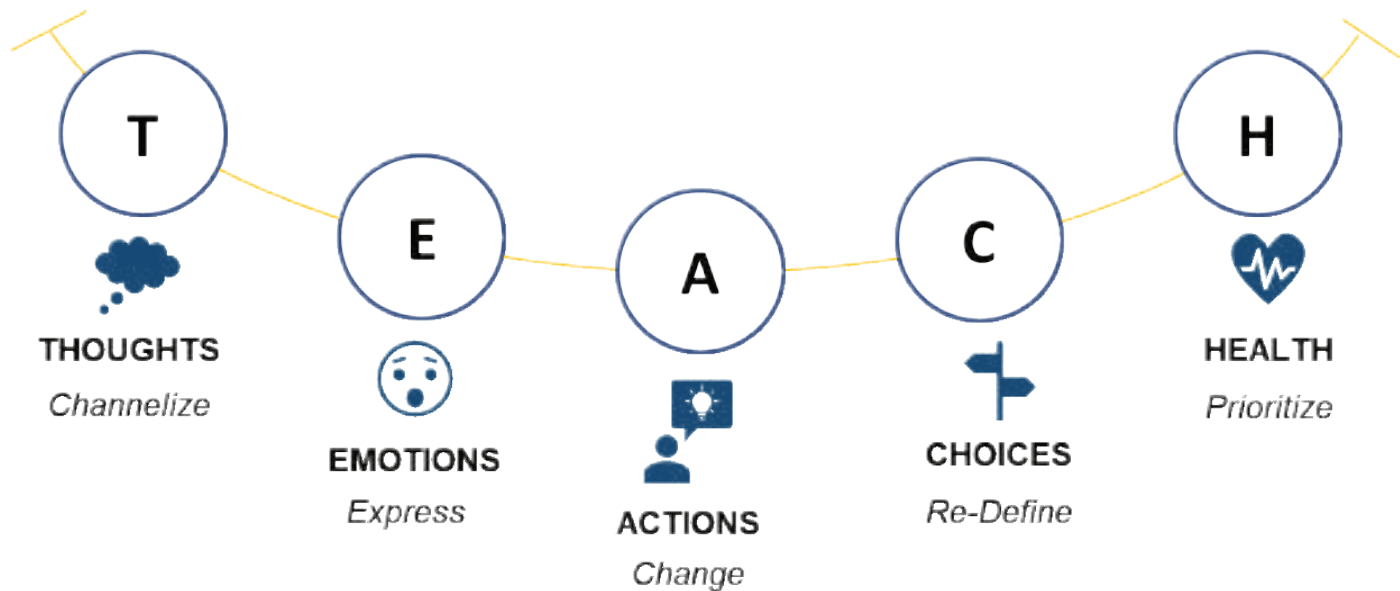 T
THOUGHTS
Channelize
E
EMOTIONS
Express
A
ACTIONS
Change
C
CHOICES
Re-Define
H
HEALTH
Prioritize